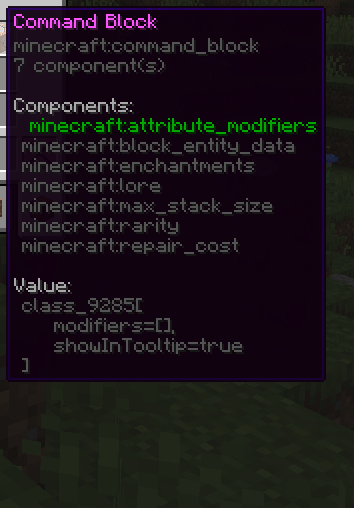 Command Block
minecraft:command_block
7 component(s)
Components:
minecraft:attribute_modifiers
minecraft:block_entity_data
minecraft:enchantments
minecraft:lore
minecraft:max_stack_size
minecraft:rarity
minecraft:repair_cost
Value:
class_9285[
modifiers=[],
showInTooltip=true
]